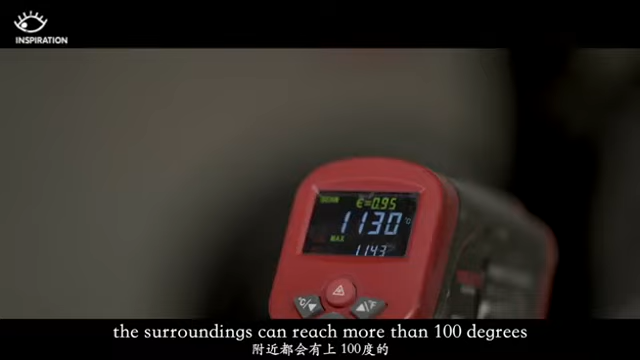 INSPIRATION
SCAN
ε=0.95
1130 °C
MAX
1143
°C/▼
▲/°F
the surroundings can reach more than 100 degrees
附近都会有上100度的